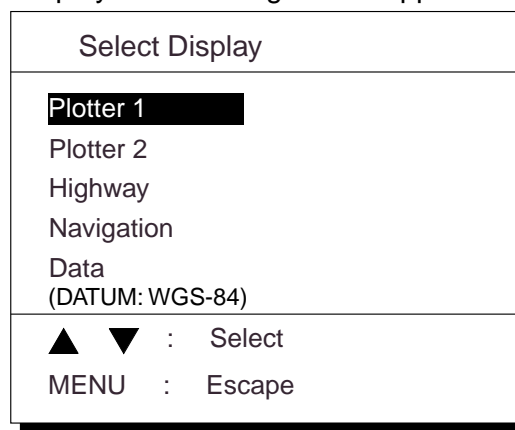 Select Display
Plotter 1
Plotter 2
Highway
Navigation
Data
(DATUM: WGS-84)
▲ ▼ : Select
MENU : Escape